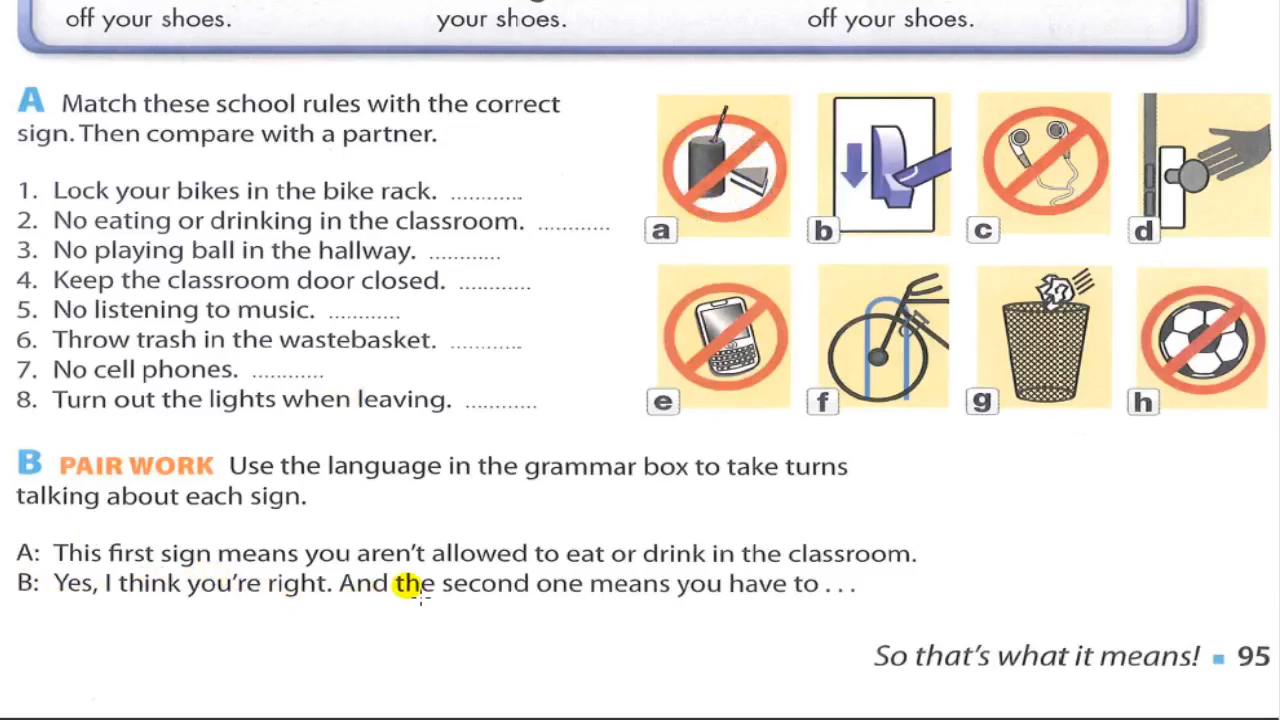 off your shoes. your shoes. off your shoes.
A Match these school rules with the correct
sign. Then compare with a partner.
1. Lock your bikes in the bike rack. ............
2. No eating or drinking in the classroom. ............
3. No playing ball in the hallway. ............
4. Keep the classroom door closed. ............
5. No listening to music. ............
6. Throw trash in the wastebasket. ............
7. No cell phones. ............
8. Turn out the lights when leaving. ............
a b c d
e f g h
B PAIR WORK Use the language in the grammar box to take turns
talking about each sign.
A: This first sign means you aren't allowed to eat or drink in the classroom.
B: Yes, I think you're right. And the second one means you have to . . .
So that's what it means! ▪ 95